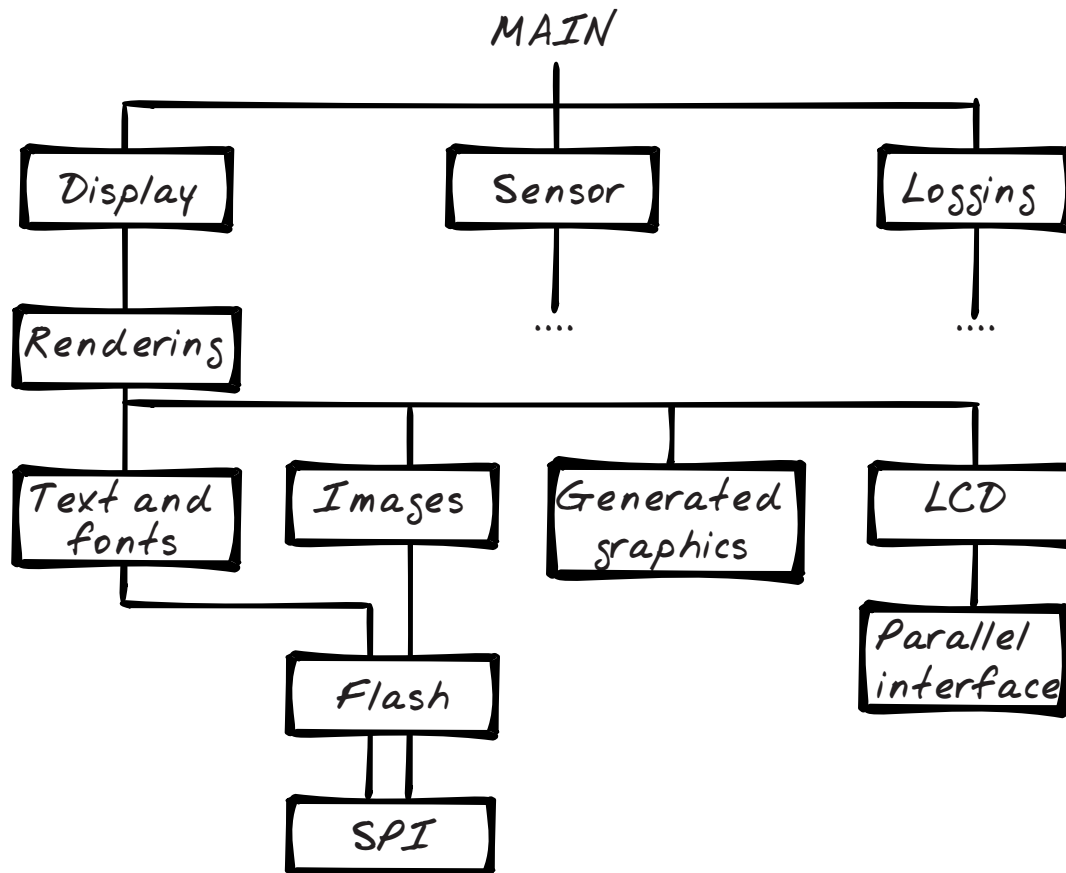 MAIN
Display
Sensor
Logging
....
....
Rendering
Text and
fonts
Images
Generated
graphics
LCD
Parallel
interface
Flash
SPI